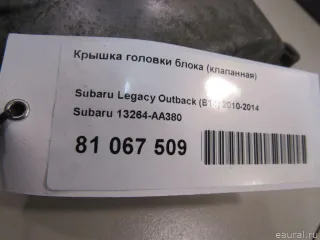 Крышка головки блока (клапанная)
Subaru Legacy Outback (B14) 2010-2014
Subaru 13264-AA380
81 067 509
eaural.ru